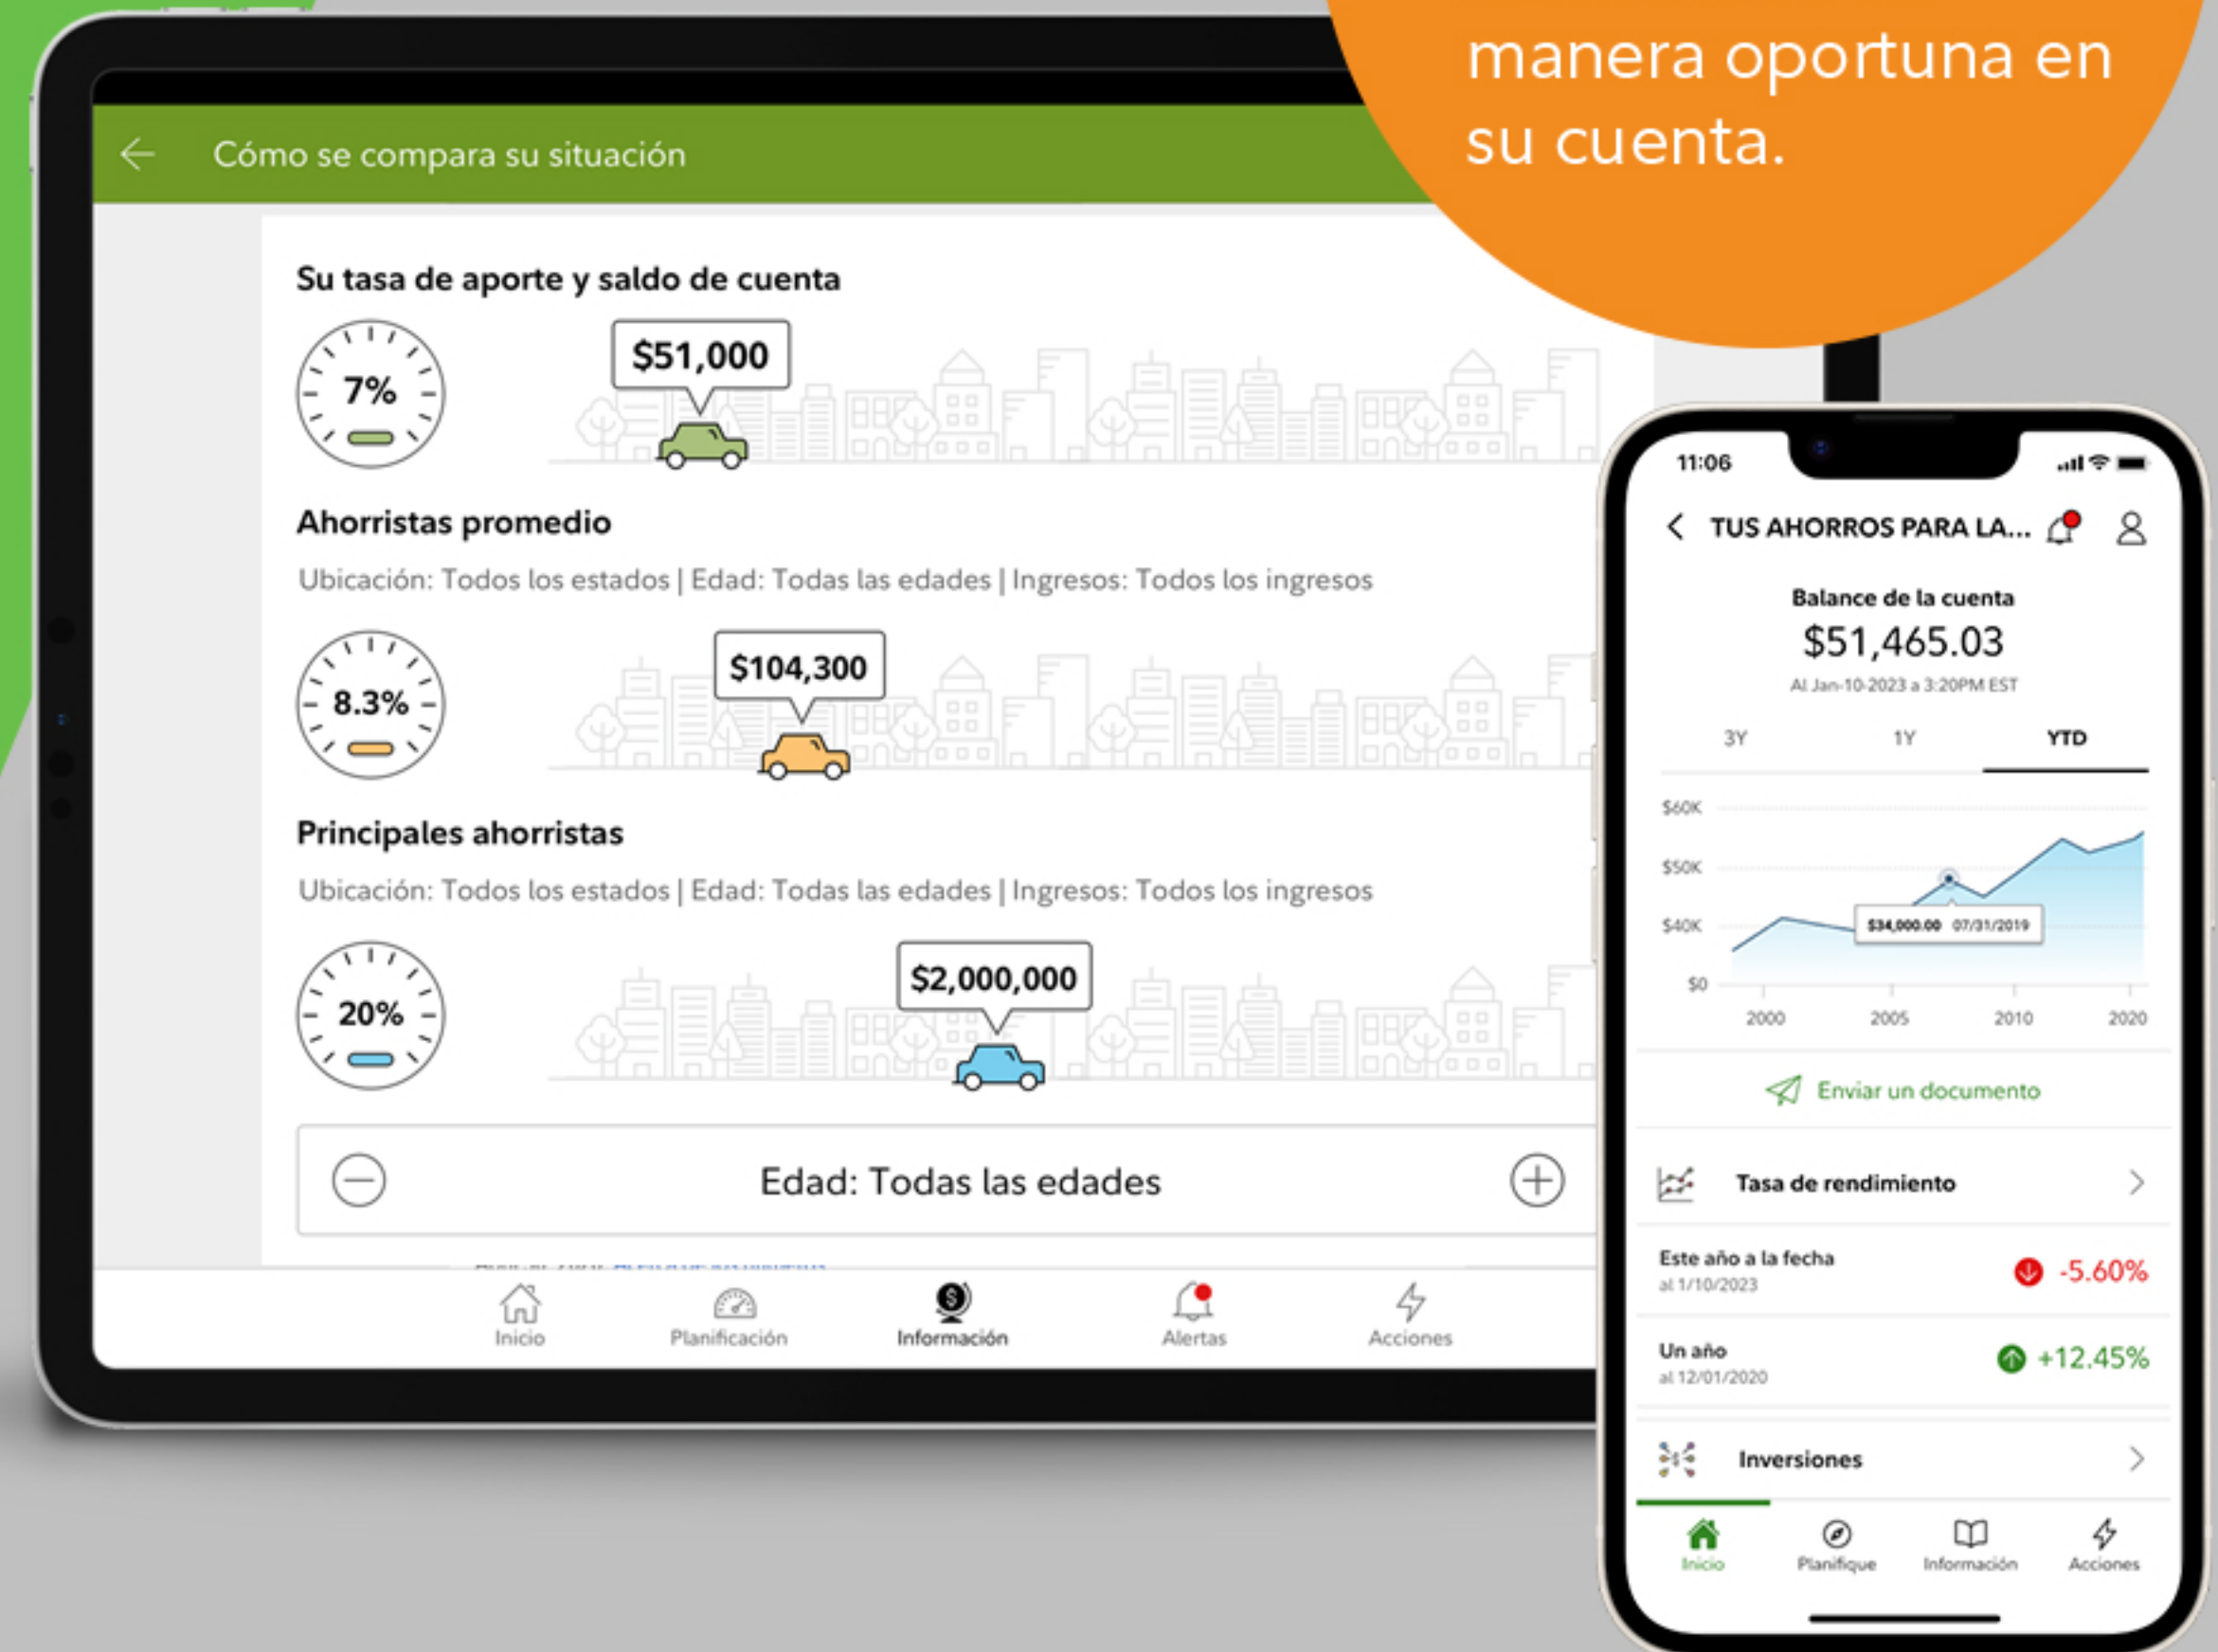 manera oportuna en
su cuenta.
Cómo se compara su situación
Su tasa de aporte y saldo de cuenta
7%
$51,000
Ahorristas promedio
Ubicación: Todos los estados | Edad: Todas las edades | Ingresos: Todos los ingresos
8.3%
$104,300
Principales ahorristas
Ubicación: Todos los estados | Edad: Todas las edades | Ingresos: Todos los ingresos
20%
$2,000,000
Edad: Todas las edades
Inicio
Planificación
Información
Alertas
Acciones
11:06
TUS AHORROS PARA LA...
Balance de la cuenta
$51,465.03
Al Jan-10-2023 a 3:20PM EST
3Y 1Y YTD
$60K
$50K
$40K
$34,000.00 07/31/2019
$0
2000 2005 2010 2020
Enviar un documento
Tasa de rendimiento
Este año a la fecha
al 1/10/2023
-5.60%
Un año
al 12/01/2020
+12.45%
Inversiones
Inicio
Planifique
Información
Acciones